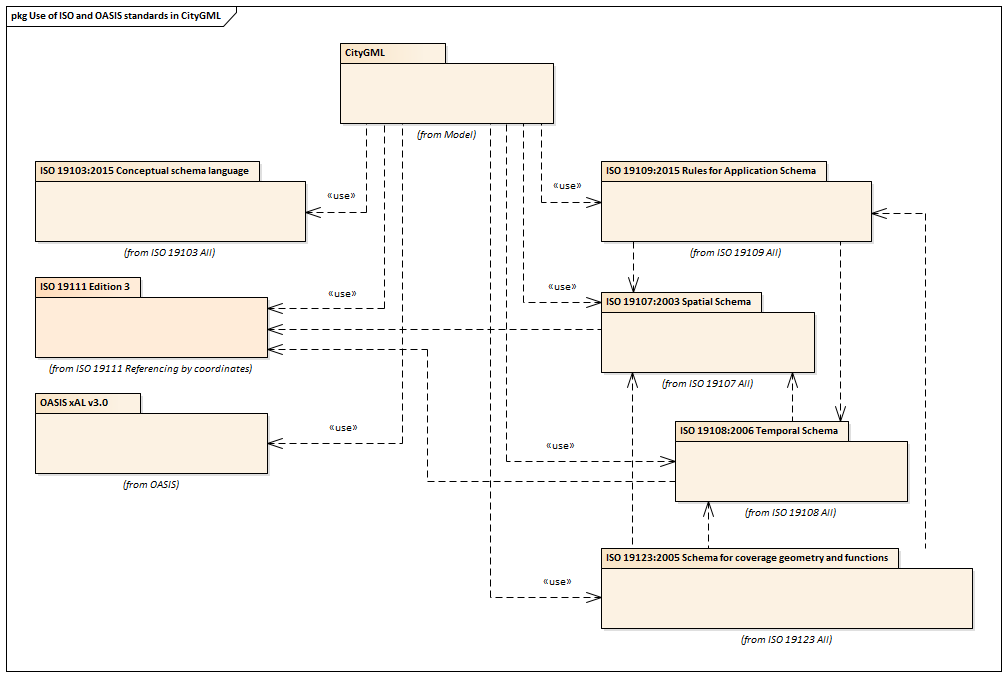 pkg Use of ISO and OASIS standards in CityGML
CityGML
(from Model)
ISO 19103:2015 Conceptual schema language
«use»
(from ISO 19103 All)
ISO 19109:2015 Rules for Application Schema
«use»
(from ISO 19109 All)
ISO 19111 Edition 3
«use»
(from ISO 19111 Referencing by coordinates)
«use»
ISO 19107:2003 Spatial Schema
(from ISO 19107 All)
OASIS xAL v3.0
«use»
(from OASIS)
ISO 19108:2006 Temporal Schema
«use»
(from ISO 19108 All)
ISO 19123:2005 Schema for coverage geometry and functions
«use»
(from ISO 19123 All)